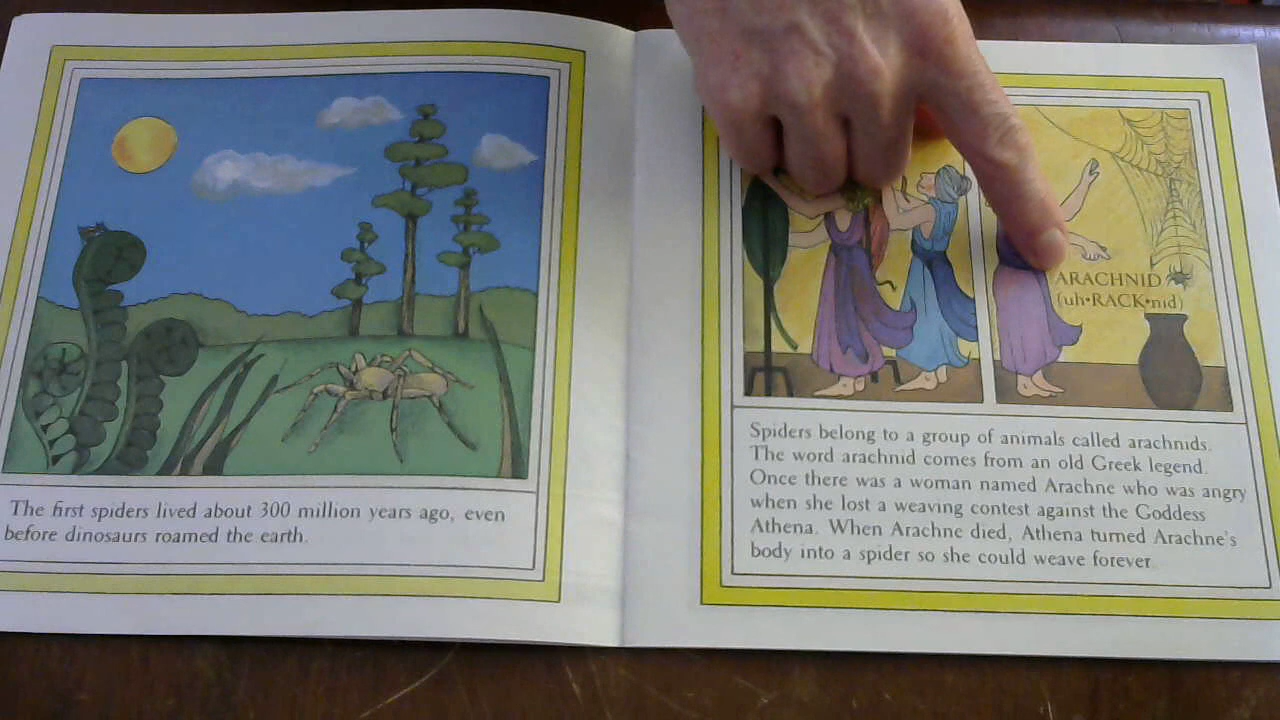 The first spiders lived about 300 million years ago, even
before dinosaurs roamed the earth.
ARACHNID
(uh•RACK•nid)
Spiders belong to a group of animals called arachnids.
The word arachnid comes from an old Greek legend.
Once there was a woman named Arachne who was angry
when she lost a weaving contest against the Goddess
Athena. When Arachne died, Athena turned Arachne's
body into a spider so she could weave forever.